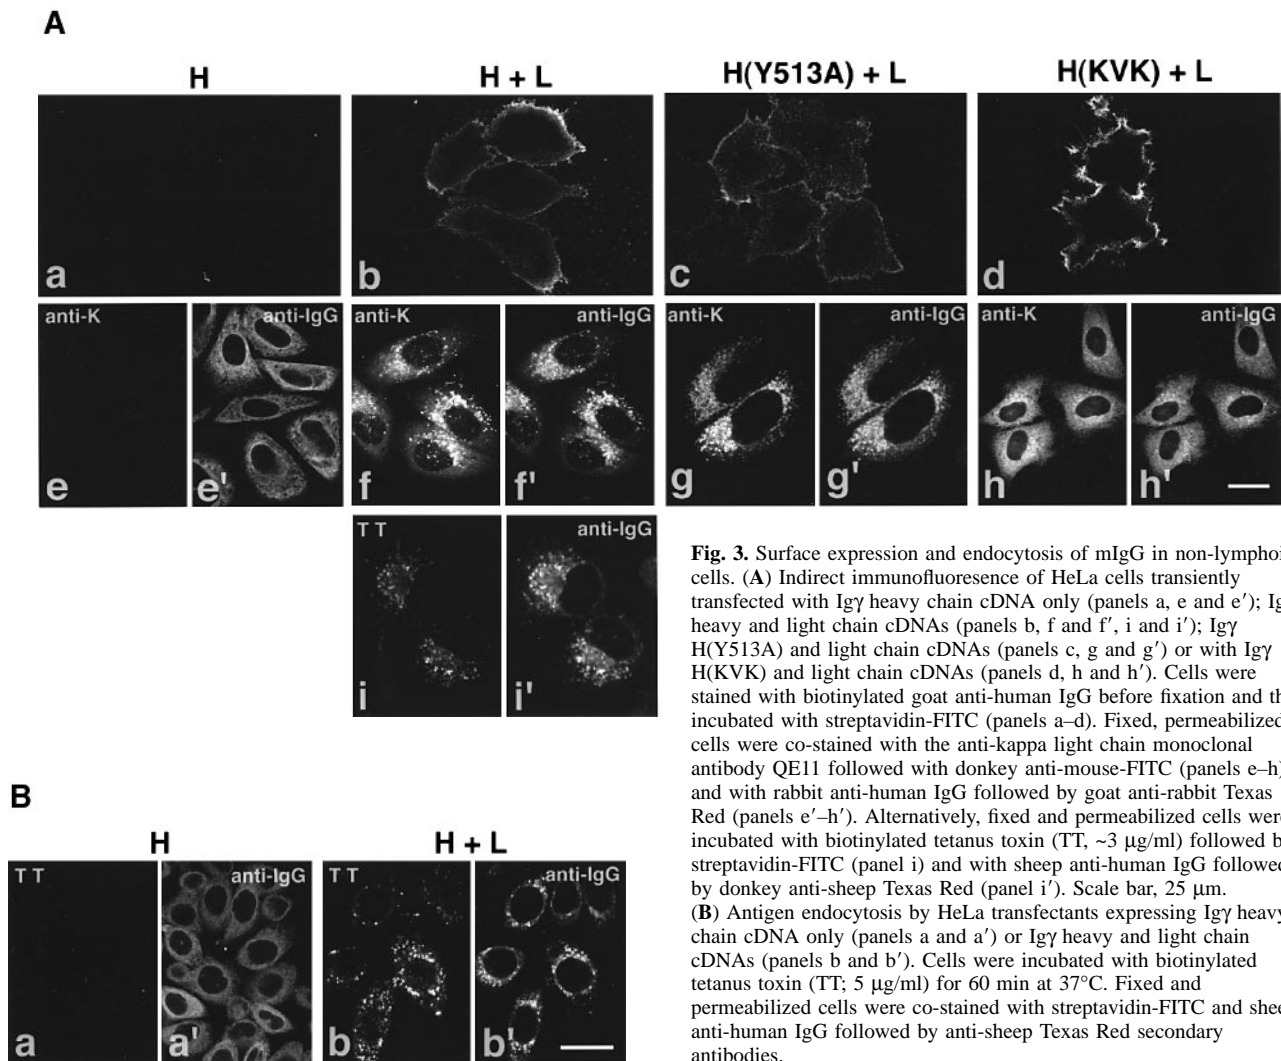 A
H
H + L
H(Y513A) + L
H(KVK) + L
a
b
c
d
anti-K
anti-IgG
anti-K
anti-IgG
anti-K
anti-IgG
anti-K
anti-IgG
e
e'
f
f'
g
g'
h
h'
T T
anti-IgG
i
i'
Fig. 3. Surface expression and endocytosis of mIgG in non-lymphoi
cells. (A) Indirect immunofluoresence of HeLa cells transiently
transfected with Igγ heavy chain cDNA only (panels a, e and e′); Ig
heavy and light chain cDNAs (panels b, f and f′, i and i′); Igγ
H(Y513A) and light chain cDNAs (panels c, g and g′) or with Igγ
H(KVK) and light chain cDNAs (panels d, h and h′). Cells were
stained with biotinylated goat anti-human IgG before fixation and th
incubated with streptavidin-FITC (panels a–d). Fixed, permeabilized
cells were co-stained with the anti-kappa light chain monoclonal
antibody QE11 followed with donkey anti-mouse-FITC (panels e–h)
and with rabbit anti-human IgG followed by goat anti-rabbit Texas
Red (panels e′–h′). Alternatively, fixed and permeabilized cells wer
incubated with biotinylated tetanus toxin (TT, ~3 μg/ml) followed b
streptavidin-FITC (panel i) and with sheep anti-human IgG followed
by donkey anti-sheep Texas Red (panel i′). Scale bar, 25 μm.
(B) Antigen endocytosis by HeLa transfectants expressing Igγ heavy
chain cDNA only (panels a and a′) or Igγ heavy and light chain
cDNAs (panels b and b′). Cells were incubated with biotinylated
tetanus toxin (TT; 5 μg/ml) for 60 min at 37°C. Fixed and
permeabilized cells were co-stained with streptavidin-FITC and shee
anti-human IgG followed by anti-sheep Texas Red secondary
antibodies.
B
H
H + L
T T
anti-IgG
T T
anti-IgG
a
a'
b
b'